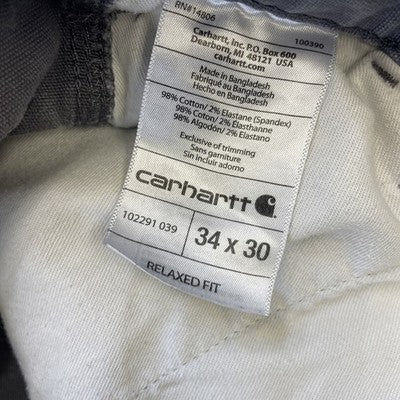 RN#14806
100390
Carhartt, Inc. P.O. Box 600
Dearborn, MI 48121 USA
carhartt.com
Made in Bangladesh
Fabriqué au Bangladesh
Hecho en Bangladesh
98% Cotton/ 2% Elastane (Spandex)
98% Coton/ 2% Elasthanne
98% Algodón/ 2% Elastano
Exclusive of trimming
Sans garniture
Sin Incluir adorno
carhartt
102291 039
34 x 30
RELAXED FIT